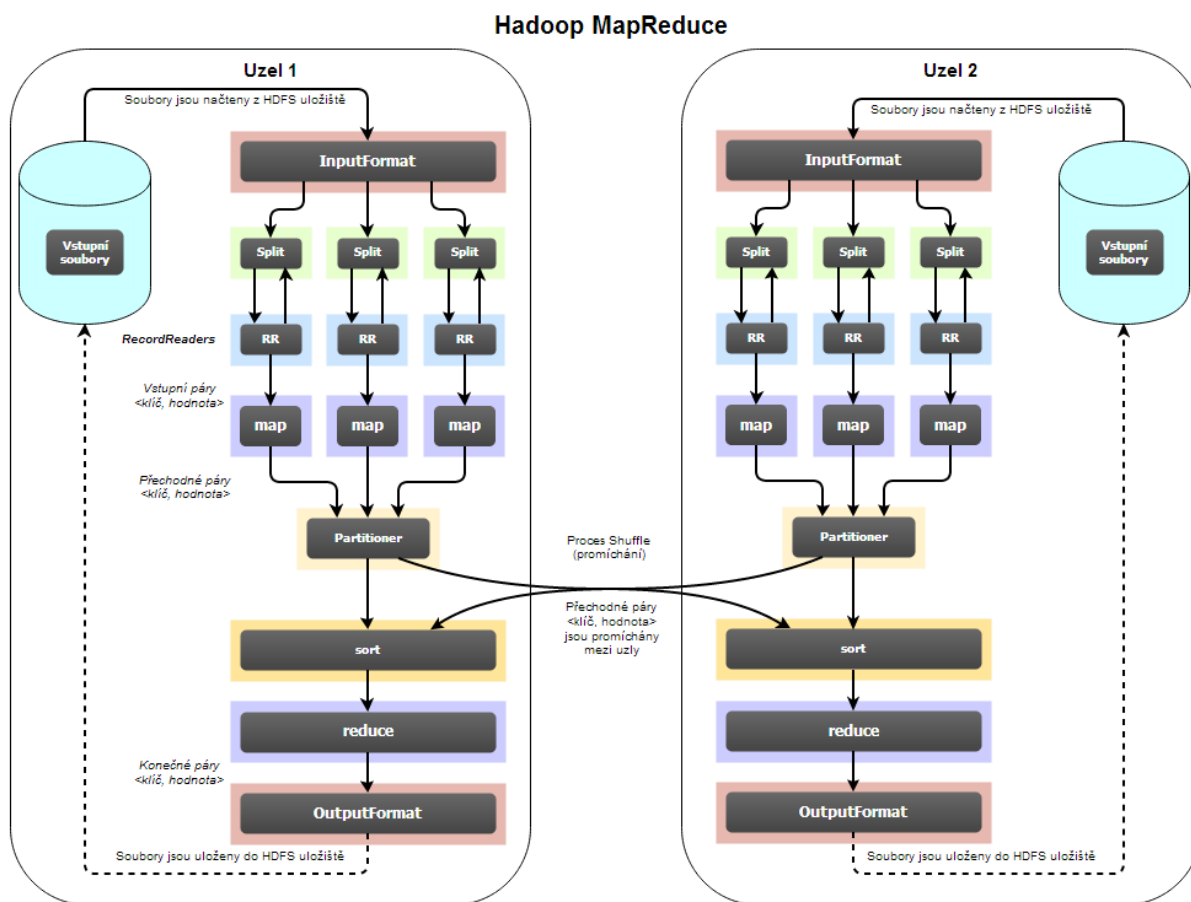 Hadoop MapReduce
Uzel 1
Soubory jsou načteny z HDFS uložiště
InputFormat
Vstupní
soubory
Split
Split
Split
RecordReaders
RR
RR
RR
Vstupní páry
<klíč, hodnota>
map
map
map
Přechodné páry
<klíč, hodnota>
Partitioner
sort
reduce
Konečné páry
<klíč, hodnota>
OutputFormat
Soubory jsou uloženy do HDFS uložiště
Proces Shuffle
(promíchání)
Přechodné páry
<klíč, hodnota>
jsou promíchány
mezi uzly
Uzel 2
Soubory jsou načteny z HDFS uložiště
InputFormat
Vstupní
soubory
Split
Split
Split
RR
RR
RR
map
map
map
Partitioner
sort
reduce
OutputFormat
Soubory jsou uloženy do HDFS uložiště